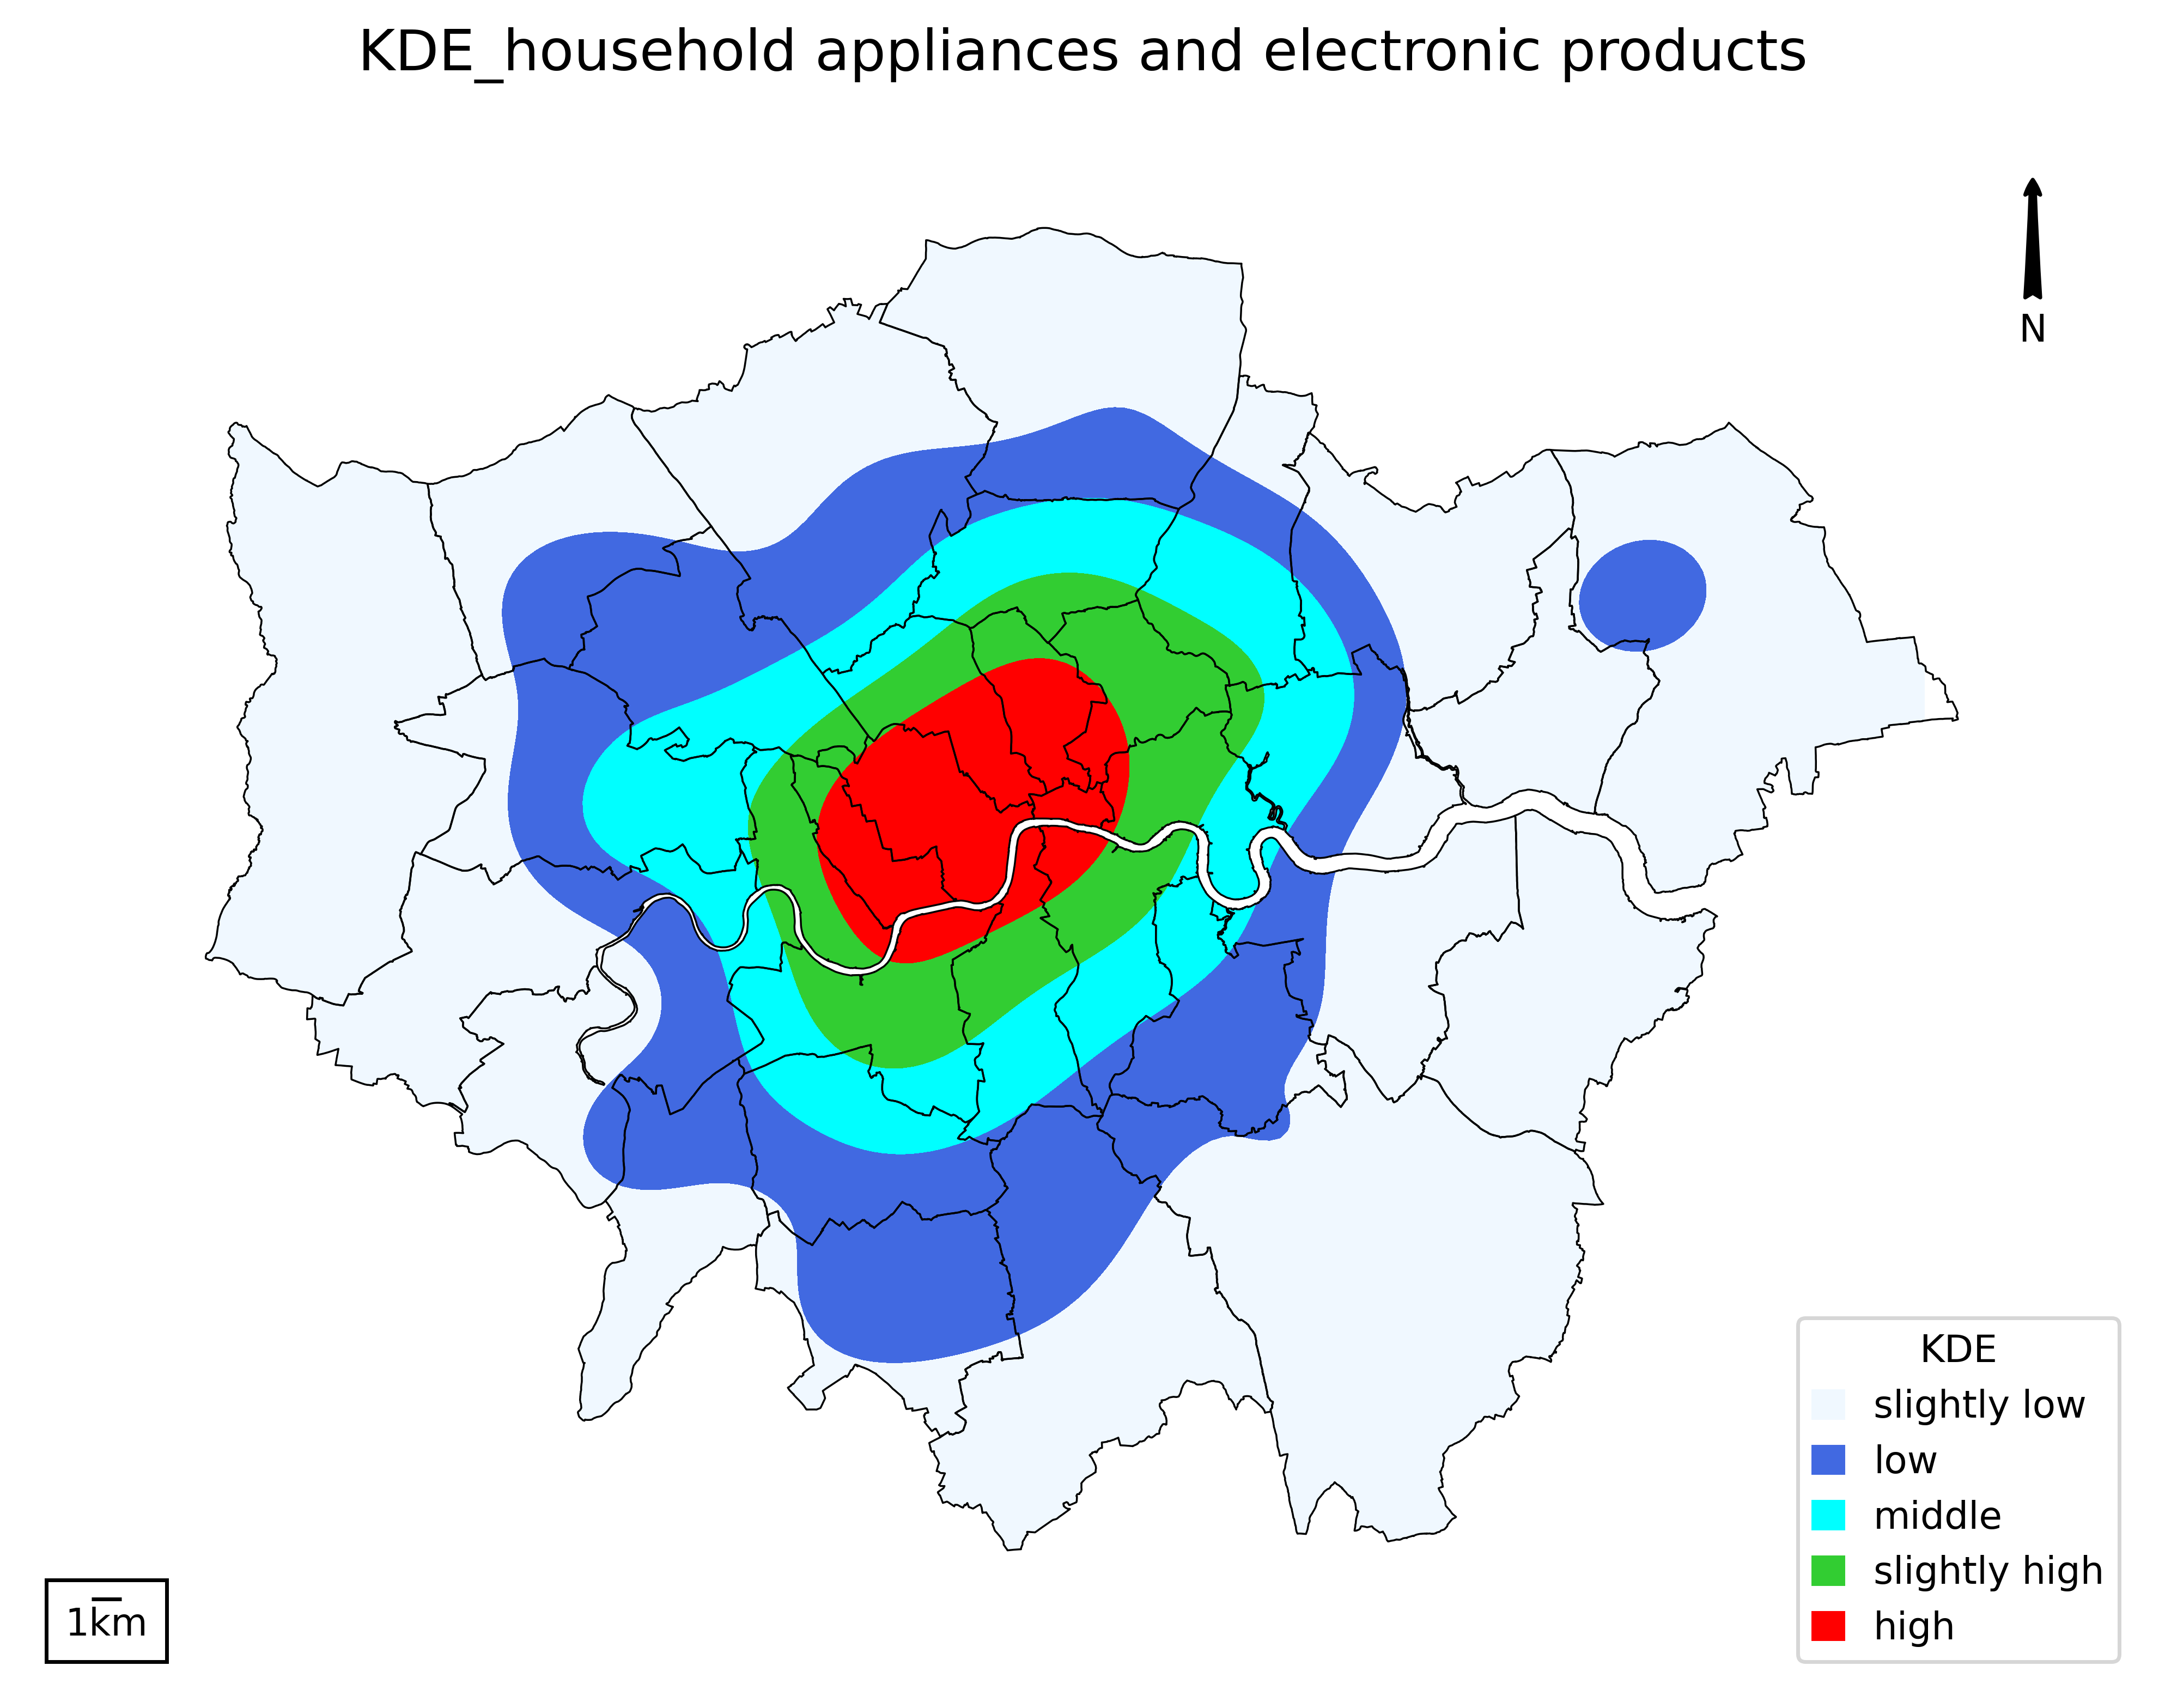 KDE_household appliances and electronic products
N
KDE
slightly low
low
middle
slightly high
high
1km